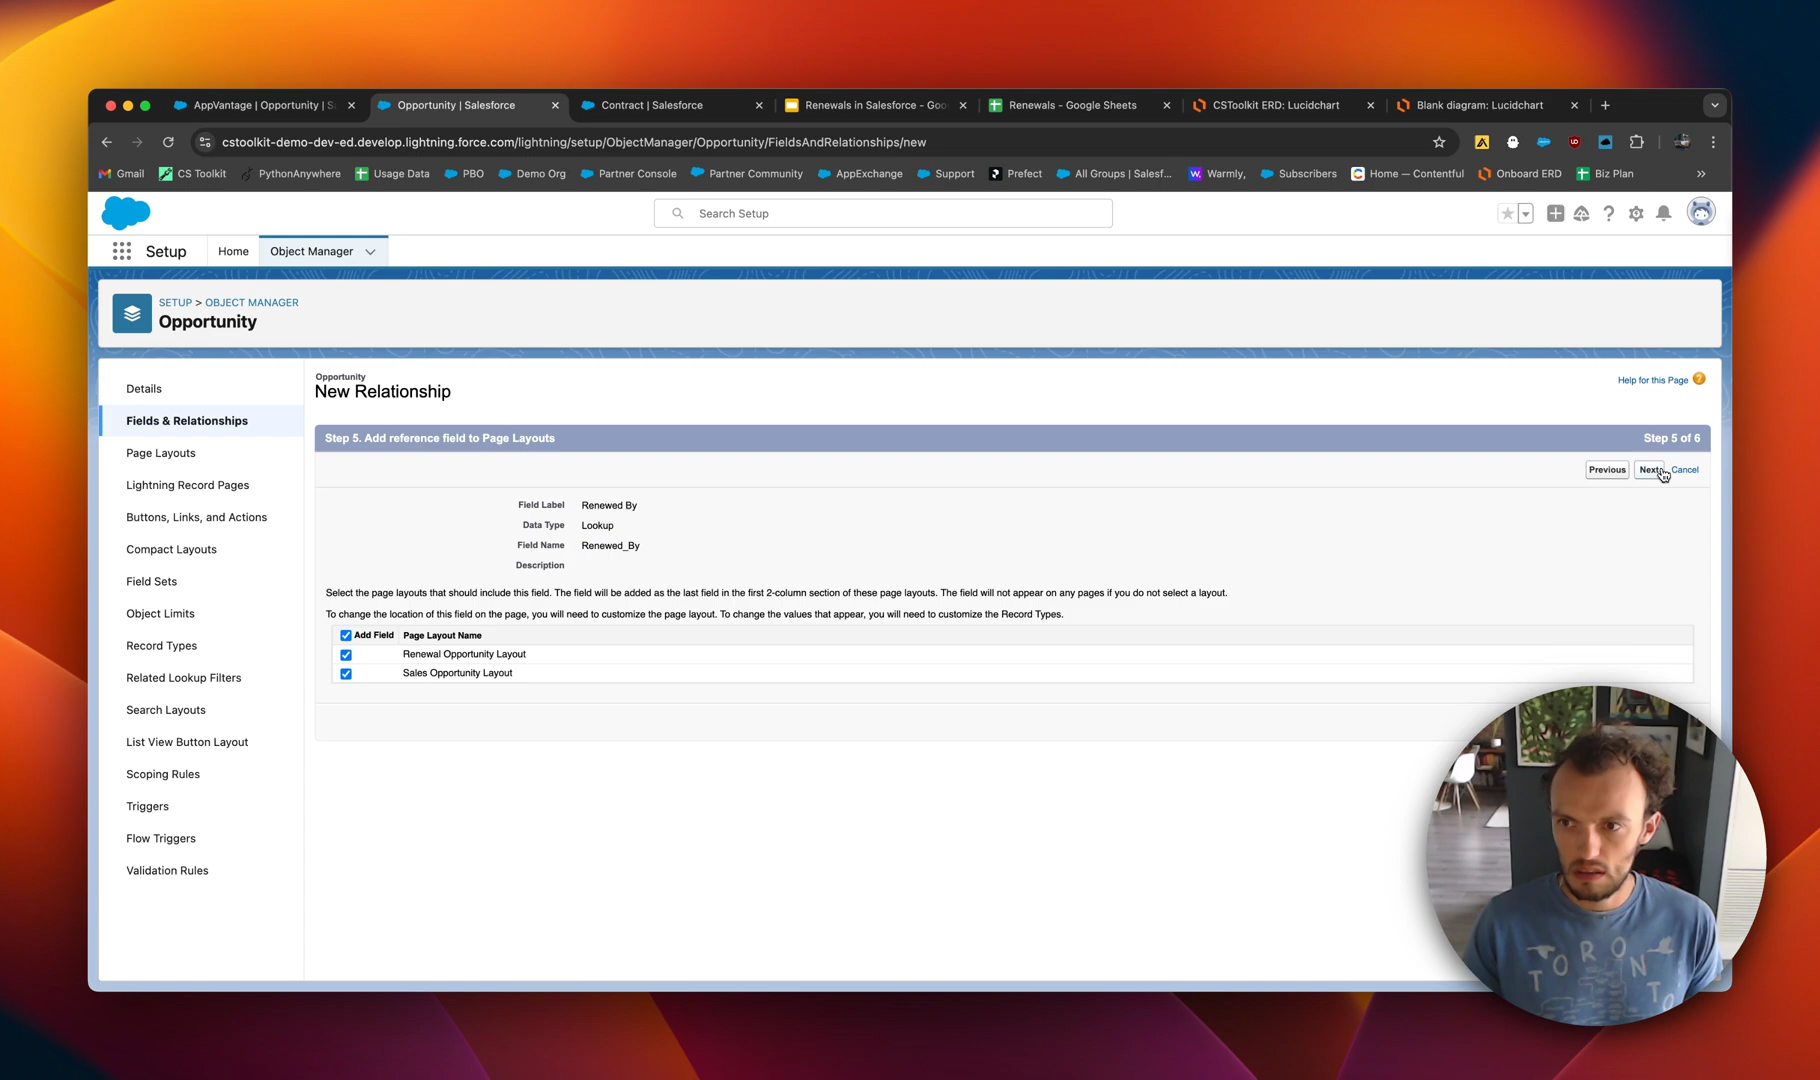 AppVantage | Opportunity | S
Opportunity | Salesforce
Contract | Salesforce
Renewals in Salesforce - Goo
Renewals - Google Sheets
CSToolkit ERD: Lucidchart
Blank diagram: Lucidchart
cstoolkit-demo-dev-ed.develop.lightning.force.com/lightning/setup/ObjectManager/Opportunity/FieldsAndRelationships/new
Gmail
CS Toolkit
PythonAnywhere
Usage Data
PBO
Demo Org
Partner Console
Partner Community
AppExchange
Support
Prefect
All Groups | Salesf...
Warmly,
Subscribers
Home — Contentful
Onboard ERD
Biz Plan
Search Setup
Setup
Home
Object Manager
SETUP > OBJECT MANAGER
Opportunity
Details
Fields & Relationships
Page Layouts
Lightning Record Pages
Buttons, Links, and Actions
Compact Layouts
Field Sets
Object Limits
Record Types
Related Lookup Filters
Search Layouts
List View Button Layout
Scoping Rules
Triggers
Flow Triggers
Validation Rules
Opportunity
New Relationship
Help for this Page
Step 5. Add reference field to Page Layouts
Step 5 of 6
Previous
Next
Cancel
Field Label Renewed By
Data Type Lookup
Field Name Renewed_By
Description
Select the page layouts that should include this field. The field will be added as the last field in the first 2-column section of these page layouts. The field will not appear on any pages if you do not select a layout.
To change the location of this field on the page, you will need to customize the page layout. To change the values that appear, you will need to customize the Record Types.
Add Field Page Layout Name
Renewal Opportunity Layout
Sales Opportunity Layout
TORONTO